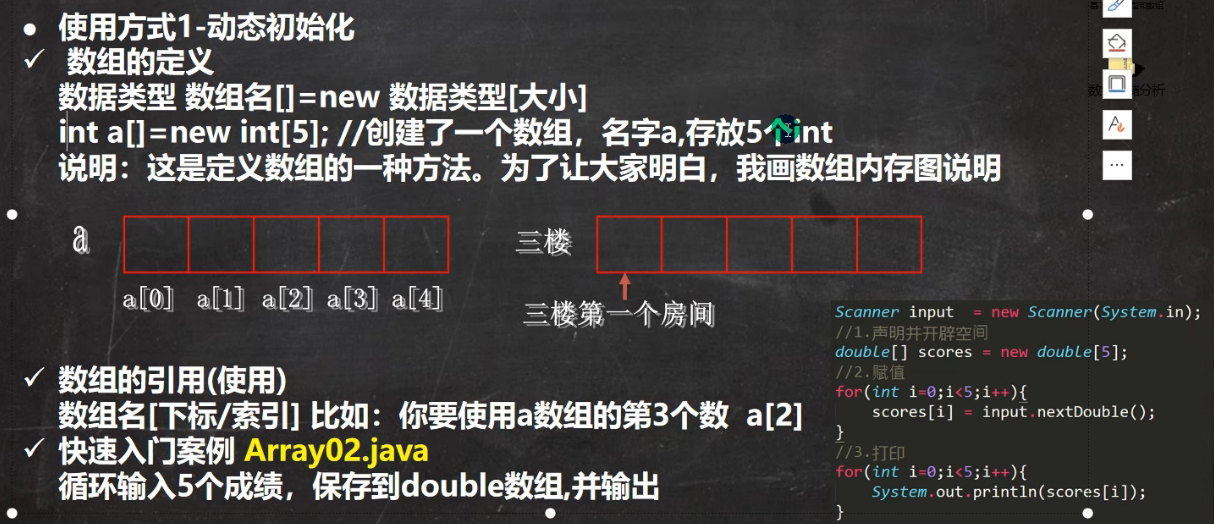 使用方式1-动态初始化
数组的定义
数据类型 数组名[]=new 数据类型[大小]
int a[]=new int[5]; //创建了一个数组，名字a,存放5个int
说明：这是定义数组的一种方法。为了让大家明白，我画数组内存图说明
a
三楼
a[0] a[1] a[2] a[3] a[4]
三楼第一个房间
数组的引用(使用)
数组名[下标/索引] 比如：你要使用a数组的第3个数 a[2]
快速入门案例 Array02.java
循环输入5个成绩，保存到double数组,并输出
Scanner input  = new Scanner(System.in);
//1.声明并开辟空间
double[] scores = new double[5];
//2.赋值
for(int i=0;i<5;i++){
    scores[i] = input.nextDouble();
}
//3.打印
for(int i=0;i<5;i++){
    System.out.println(scores[i]);
}